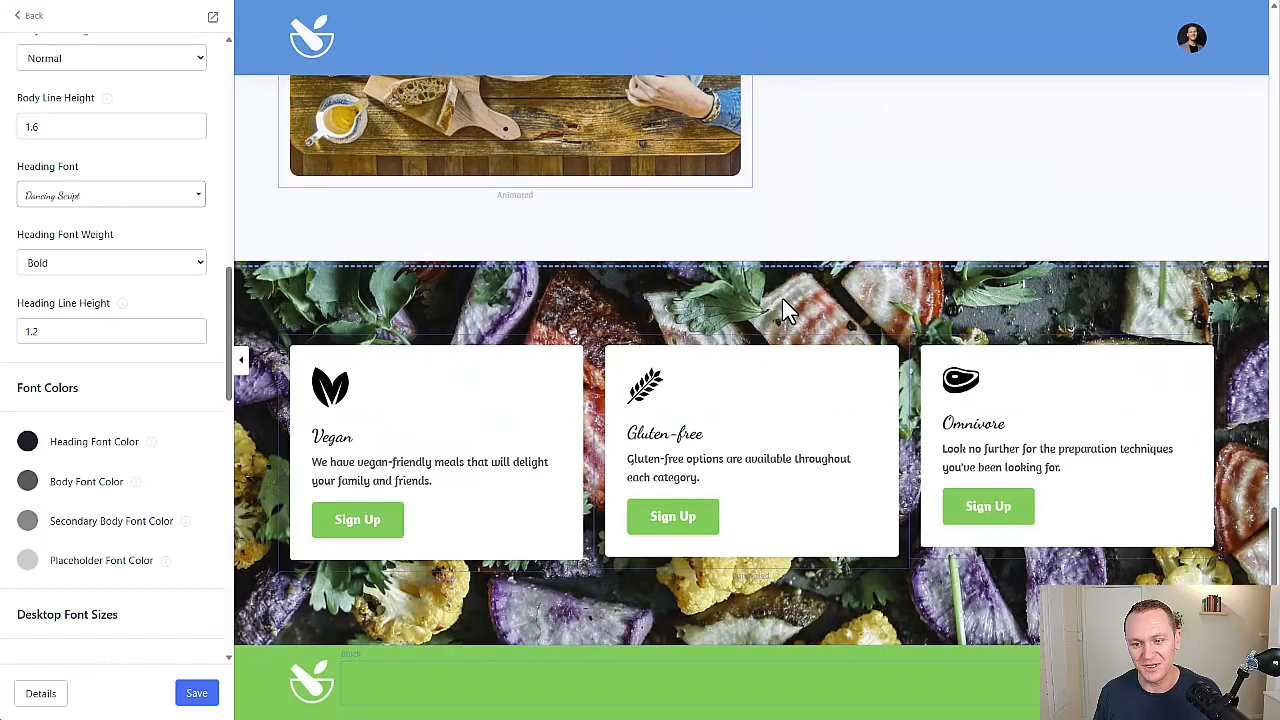 Back
Normal
Body Line Height
1.6
Heading Font
Dancing Script
Heading Font Weight
Bold
Heading Line Height
1.2
Font Colors
Heading Font Color
Body Font Color
Secondary Body Font Color
Placeholder Font Color
Desktop Font Sizes
Details
Save
Animated
Vegan
We have vegan-friendly meals that will delight
your family and friends.
Sign Up
Gluten-free
Gluten-free options are available throughout
each category.
Sign Up
Omnivore
Look no further for the preparation techniques
you've been looking for.
Sign Up
Animated
Block